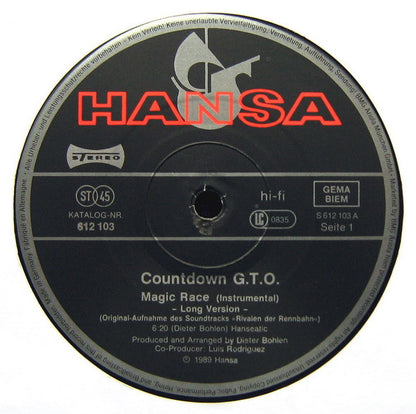 HANSA
STEREO
ST 45
KATALOG-NR.
612 103
hi-fi
LC 0835
GEMA
BIEM
S 612 103 A
Seite 1
Countdown G.T.O.
Magic Race (Instrumental)
- Long Version -
(Original-Aufnahme des Soundtracks »Rivalen der Rennbahn«)
6:20 (Dieter Bohlen) Hanseatic
Produced and Arranged by Dieter Bohlen
Co-Producer: Luis Rodriguez
℗ 1989 Hansa